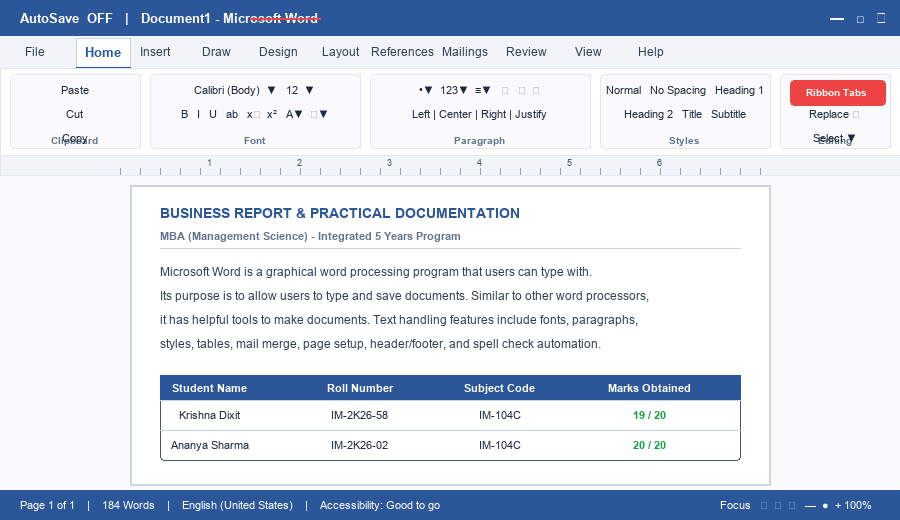 AutoSave OFF | Document1 - Microsoft Word
File Home Insert Draw Design Layout References Mailings Review View Help
Paste
Cut
Copy
Clipboard
Calibri (Body) ▼ 12 ▼
B I U ab x x² A▼ ▼
Font
•▼ 123▼ ≡▼
Left | Center | Right | Justify
Paragraph
Normal No Spacing Heading 1
Heading 2 Title Subtitle
Styles
Ribbon Tabs
Replace
Select ▼
Editing
1 2 3 4 5 6
BUSINESS REPORT & PRACTICAL DOCUMENTATION
MBA (Management Science) - Integrated 5 Years Program
Microsoft Word is a graphical word processing program that users can type with.
Its purpose is to allow users to type and save documents. Similar to other word processors,
it has helpful tools to make documents. Text handling features include fonts, paragraphs,
styles, tables, mail merge, page setup, header/footer, and spell check automation.
Student Name Roll Number Subject Code Marks Obtained
Krishna Dixit IM-2K26-58 IM-104C 19 / 20
Ananya Sharma IM-2K26-02 IM-104C 20 / 20
Page 1 of 1 | 184 Words | English (United States) | Accessibility: Good to go
Focus — ● + 100%